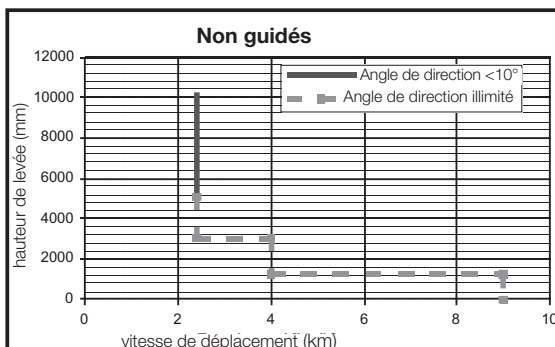 Non guidés
12000
10000
8000
6000
4000
2000
0
hauteur de levée (mm)
Angle de direction <10°
Angle de direction illimité
0 2 4 6 8 10
vitesse de déplacement (km)